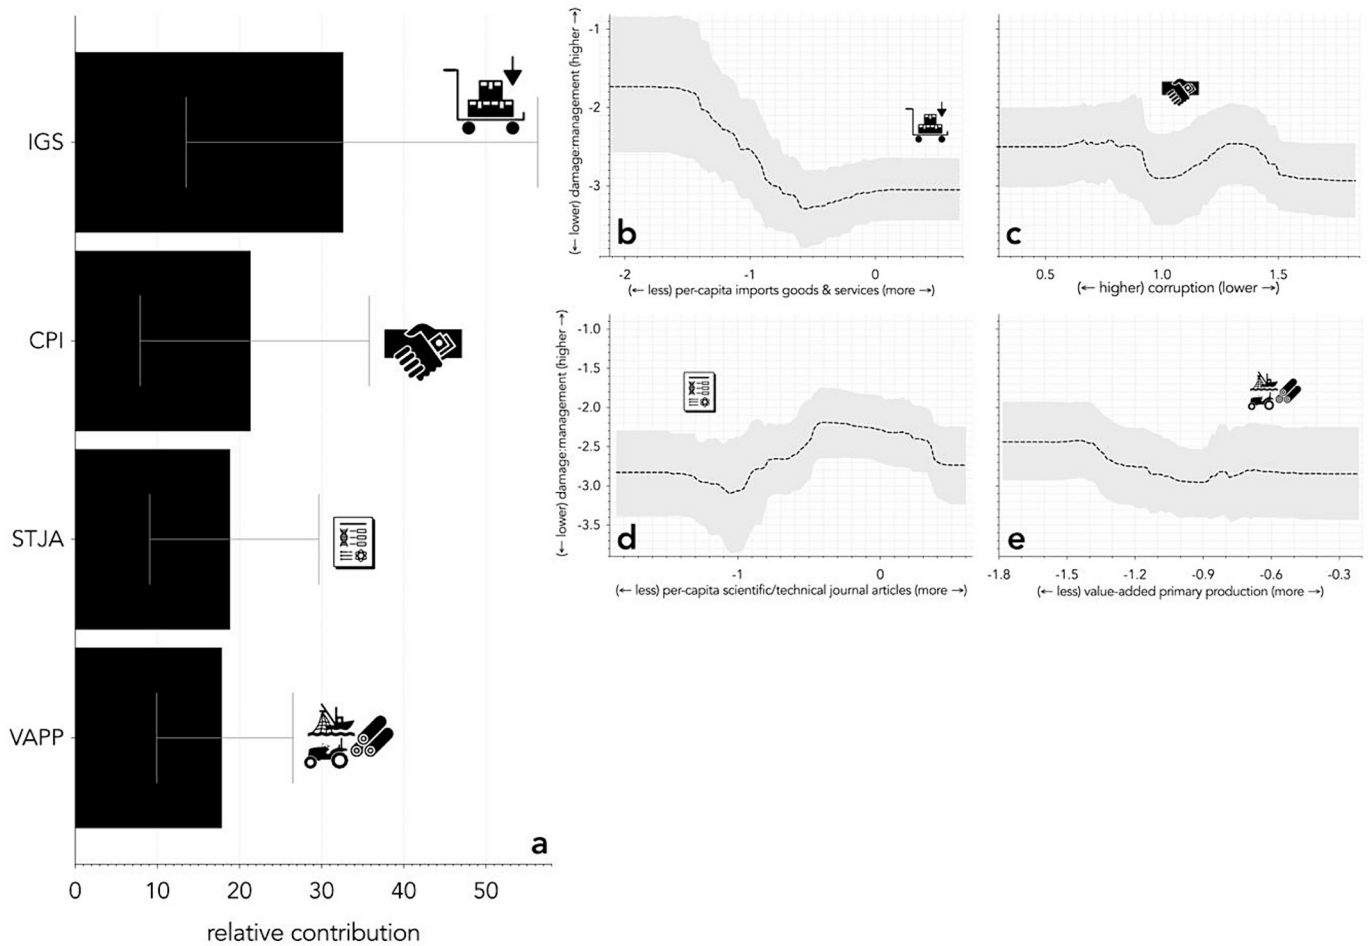 IGS
CPI
STJA
VAPP
0 10 20 30 40 50
relative contribution
a
(← lower) damage:management (higher →)
-1
-2
-3
b
-2 -1 0
(← less) per-capita imports goods & services (more →)
c
0.5 1.0 1.5
(← higher) corruption (lower →)
(← lower) damage:management (higher →)
-1.0
-1.5
-2.0
-2.5
-3.0
-3.5
d
-1 0
(← less) per-capita scientific/technical journal articles (more →)
e
-1.8 -1.5 -1.2 -0.9 -0.6 -0.3
(← less) value-added primary production (more →)